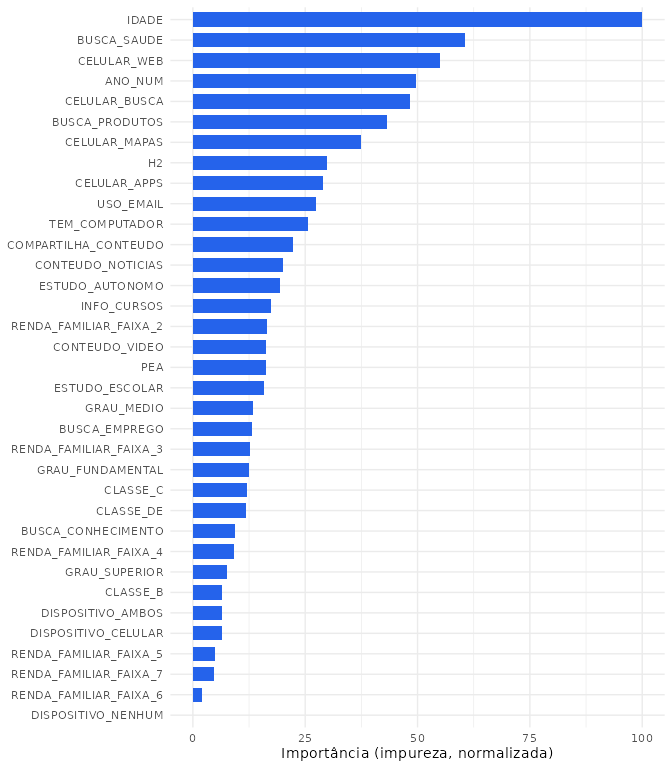 IDADE
BUSCA_SAUDE
CELULAR_WEB
ANO_NUM
CELULAR_BUSCA
BUSCA_PRODUTOS
CELULAR_MAPAS
H2
CELULAR_APPS
USO_EMAIL
TEM_COMPUTADOR
COMPARTILHA_CONTEUDO
CONTEUDO_NOTICIAS
ESTUDO_AUTONOMO
INFO_CURSOS
RENDA_FAMILIAR_FAIXA_2
CONTEUDO_VIDEO
PEA
ESTUDO_ESCOLAR
GRAU_MEDIO
BUSCA_EMPREGO
RENDA_FAMILIAR_FAIXA_3
GRAU_FUNDAMENTAL
CLASSE_C
CLASSE_DE
BUSCA_CONHECIMENTO
RENDA_FAMILIAR_FAIXA_4
GRAU_SUPERIOR
CLASSE_B
DISPOSITIVO_AMBOS
DISPOSITIVO_CELULAR
RENDA_FAMILIAR_FAIXA_5
RENDA_FAMILIAR_FAIXA_7
RENDA_FAMILIAR_FAIXA_6
DISPOSITIVO_NENHUM
0 25 50 75 100
Importância (impureza, normalizada)